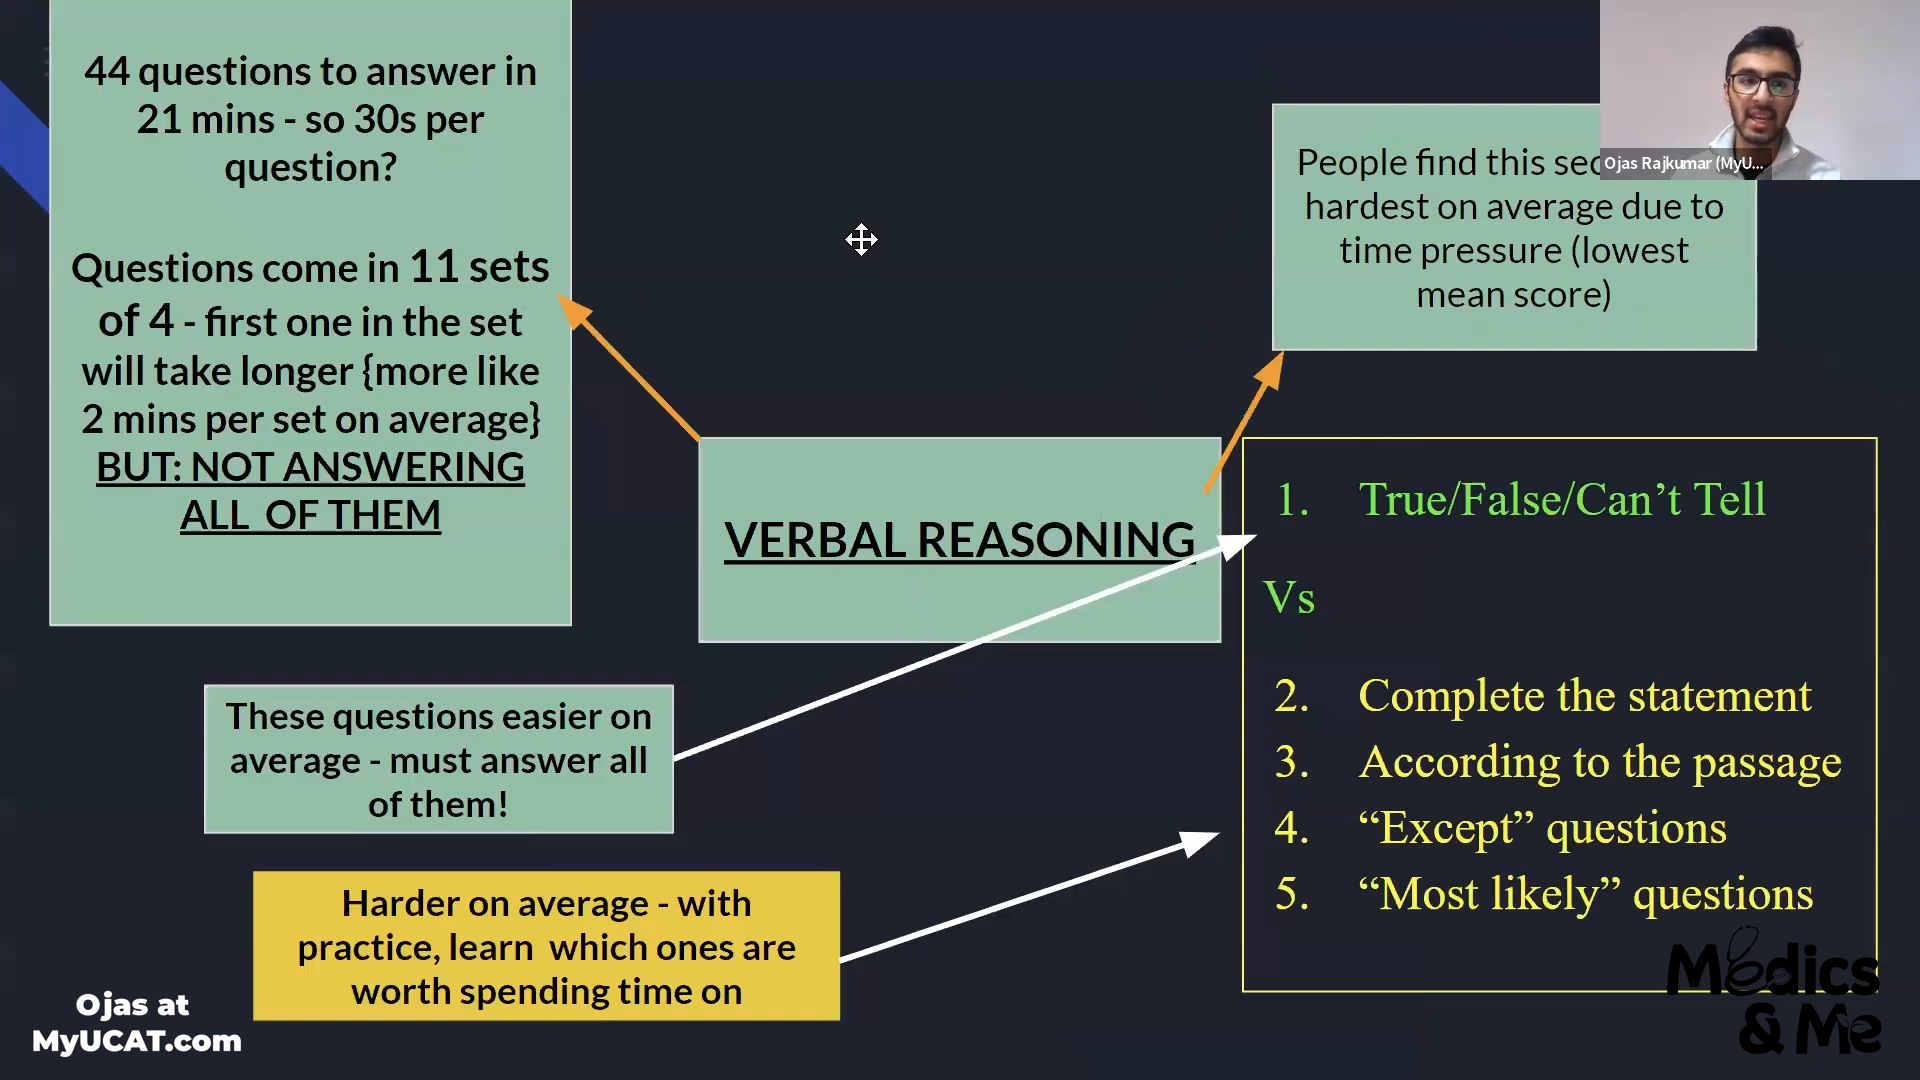 44 questions to answer in
21 mins - so 30s per
question?
Questions come in 11 sets
of 4 - first one in the set
will take longer {more like
2 mins per set on average}
BUT: NOT ANSWERING
ALL OF THEM
Ojas Rajkumar (MyU...
People find this sec
hardest on average due to
time pressure (lowest
mean score)
VERBAL REASONING
1. True/False/Can’t Tell
Vs
2. Complete the statement
3. According to the passage
4. “Except” questions
5. “Most likely” questions
These questions easier on
average - must answer all
of them!
Harder on average - with
practice, learn which ones are
worth spending time on
Ojas at
MyUCAT.com
Medics
& Me